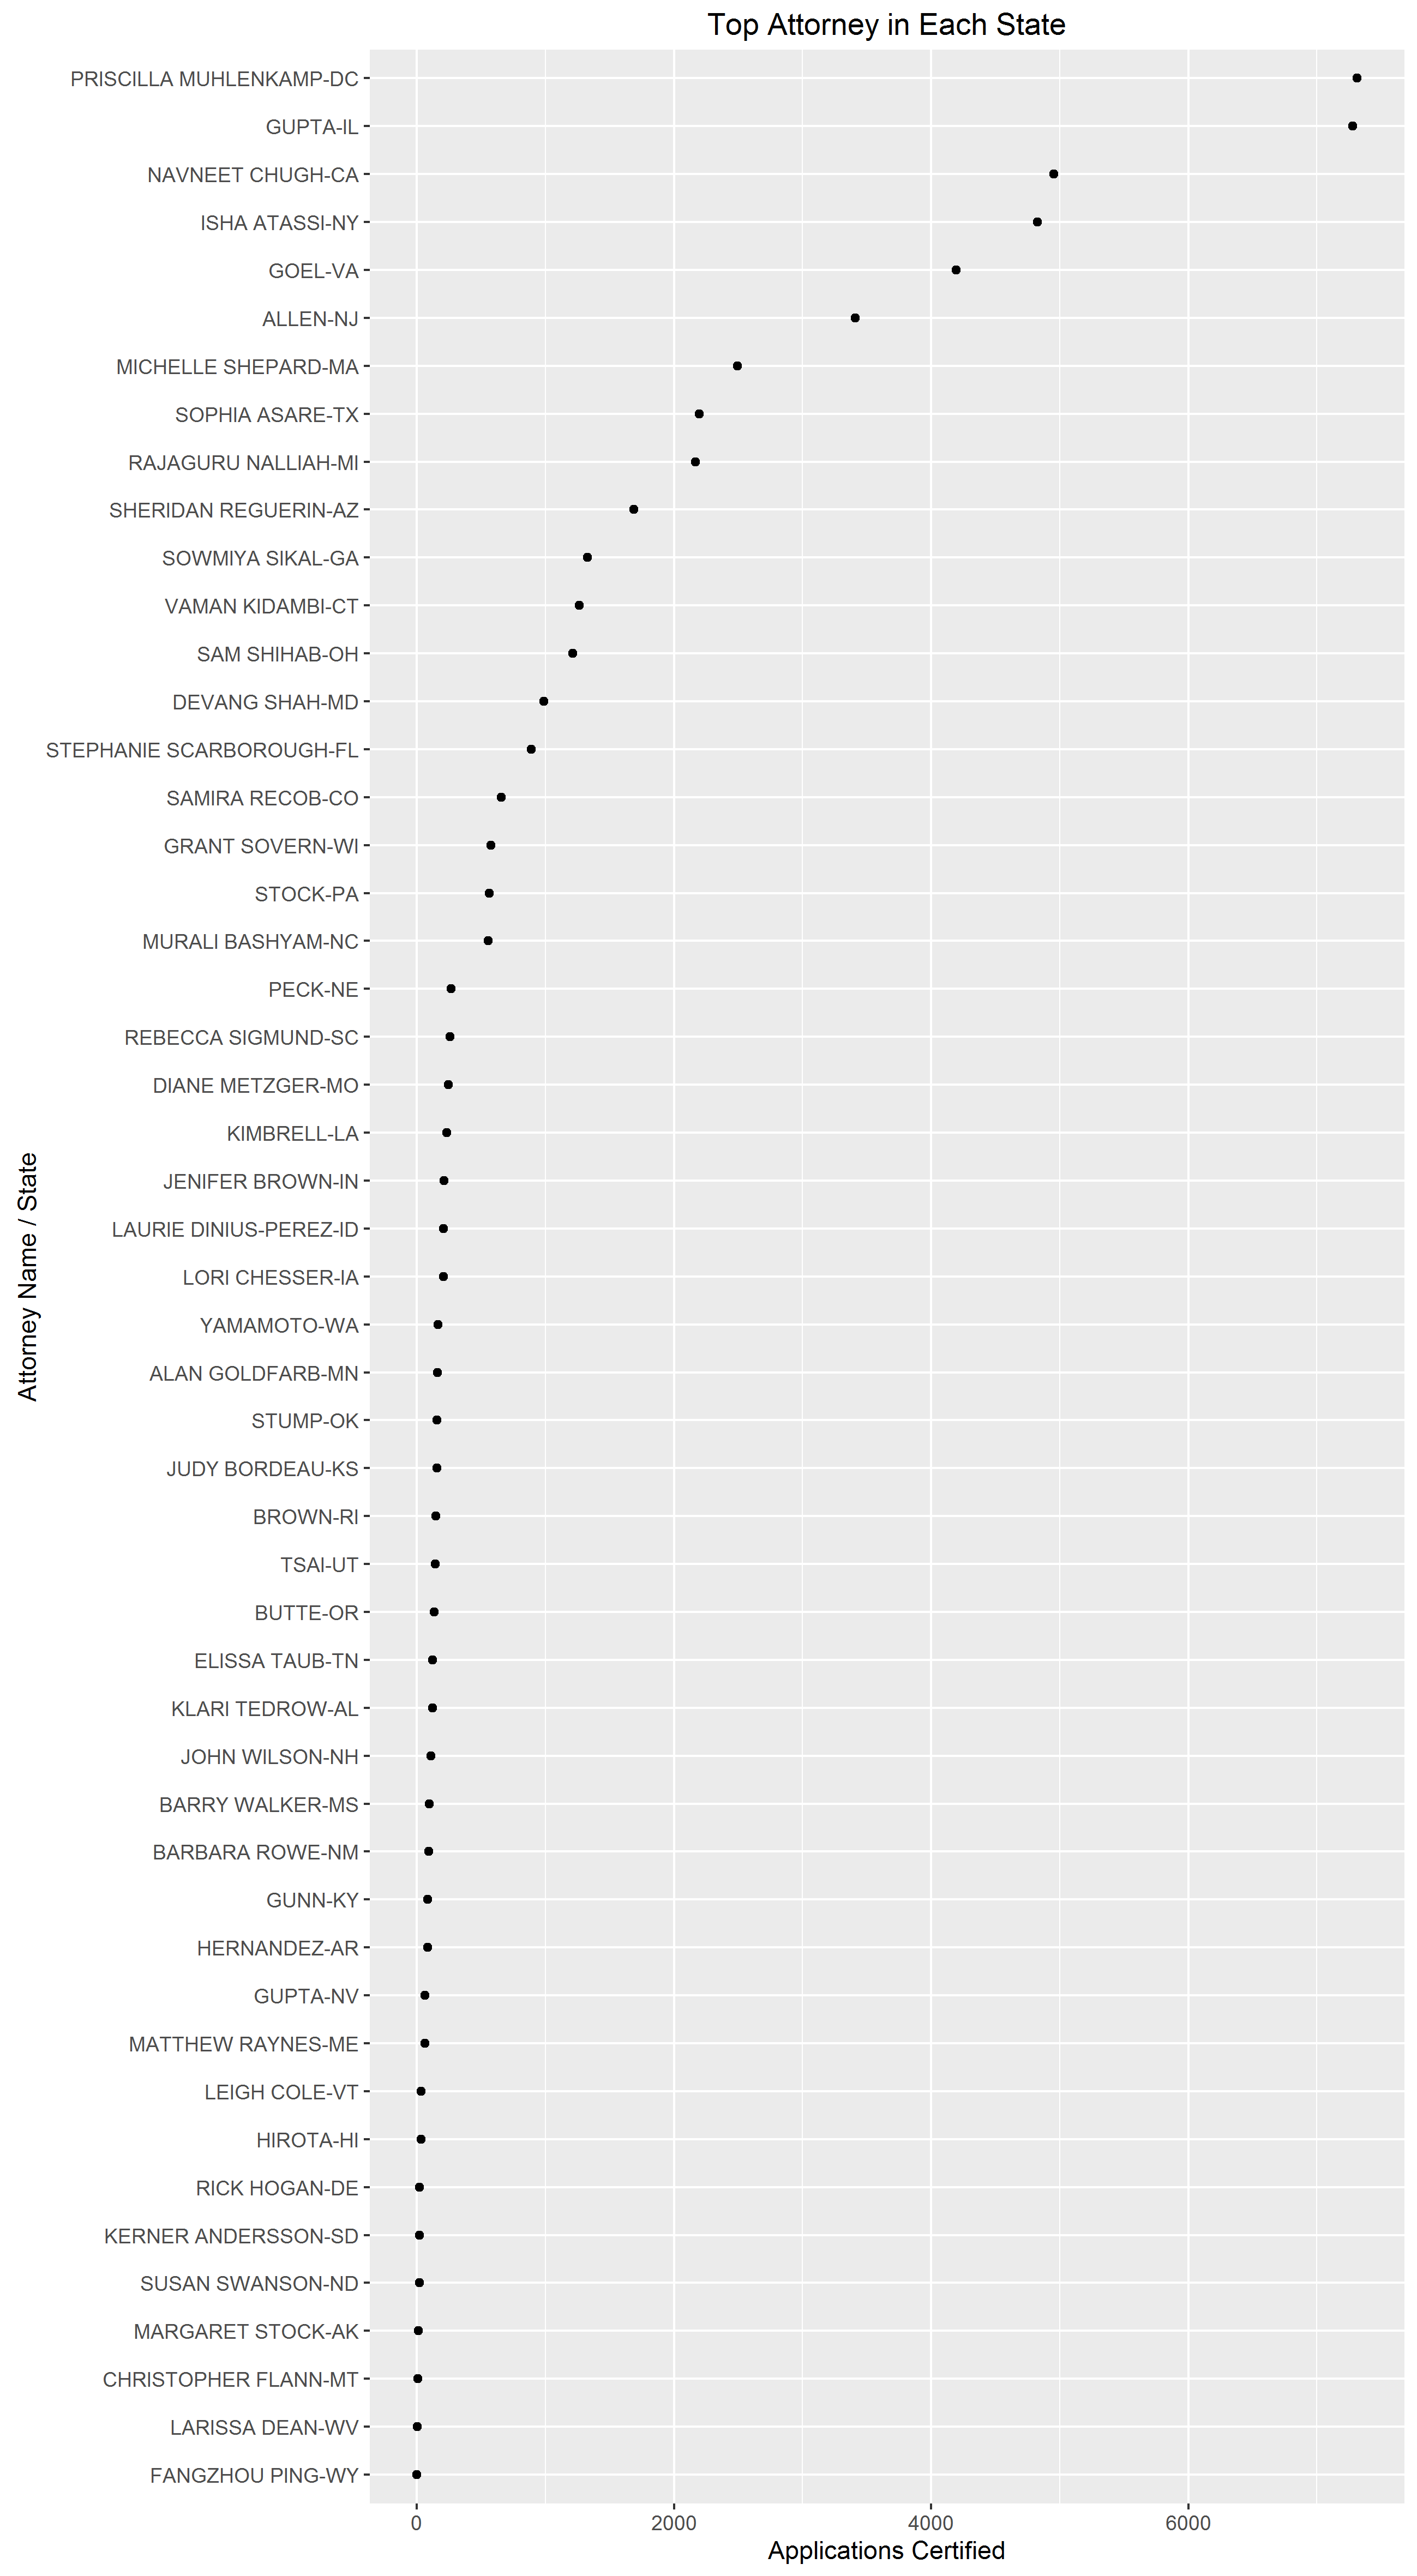 Top Attorney in Each State
PRISCILLA MUHLENKAMP-DC
GUPTA-IL
NAVNEET CHUGH-CA
ISHA ATASSI-NY
GOEL-VA
ALLEN-NJ
MICHELLE SHEPARD-MA
SOPHIA ASARE-TX
RAJAGURU NALLIAH-MI
SHERIDAN REGUERIN-AZ
SOWMIYA SIKAL-GA
VAMAN KIDAMBI-CT
SAM SHIHAB-OH
DEVANG SHAH-MD
STEPHANIE SCARBOROUGH-FL
SAMIRA RECOB-CO
GRANT SOVERN-WI
STOCK-PA
MURALI BASHYAM-NC
PECK-NE
REBECCA SIGMUND-SC
DIANE METZGER-MO
KIMBRELL-LA
JENIFER BROWN-IN
LAURIE DINIUS-PEREZ-ID
LORI CHESSER-IA
YAMAMOTO-WA
ALAN GOLDFARB-MN
STUMP-OK
JUDY BORDEAU-KS
BROWN-RI
TSAI-UT
BUTTE-OR
ELISSA TAUB-TN
KLARI TEDROW-AL
JOHN WILSON-NH
BARRY WALKER-MS
BARBARA ROWE-NM
GUNN-KY
HERNANDEZ-AR
GUPTA-NV
MATTHEW RAYNES-ME
LEIGH COLE-VT
HIROTA-HI
RICK HOGAN-DE
KERNER ANDERSSON-SD
SUSAN SWANSON-ND
MARGARET STOCK-AK
CHRISTOPHER FLANN-MT
LARISSA DEAN-WV
FANGZHOU PING-WY
Attorney Name / State
0 2000 4000 6000
Applications Certified